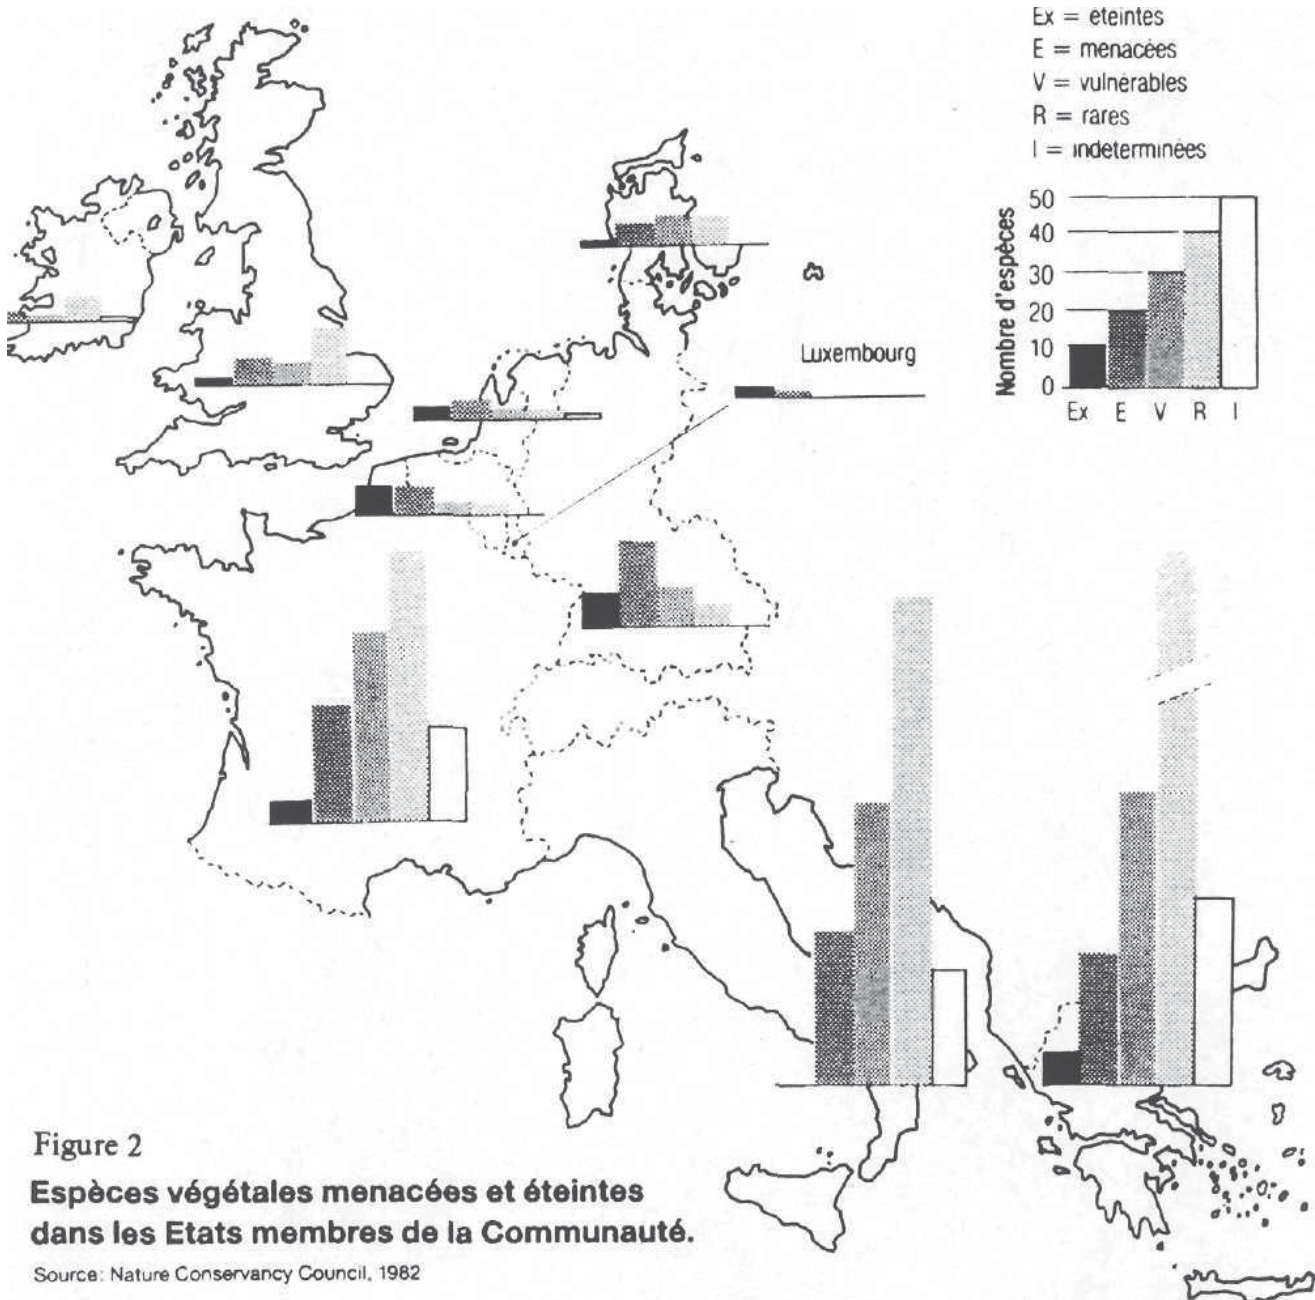 Ex = éteintes
E = menacées
V = vulnérables
R = rares
I = indeterminées
Nombre d'espèces
50
40
30
20
10
0
Ex E V R I
Luxembourg
Figure 2
Espèces végétales menacées et éteintes
dans les Etats membres de la Communauté.
Source: Nature Conservancy Council, 1982